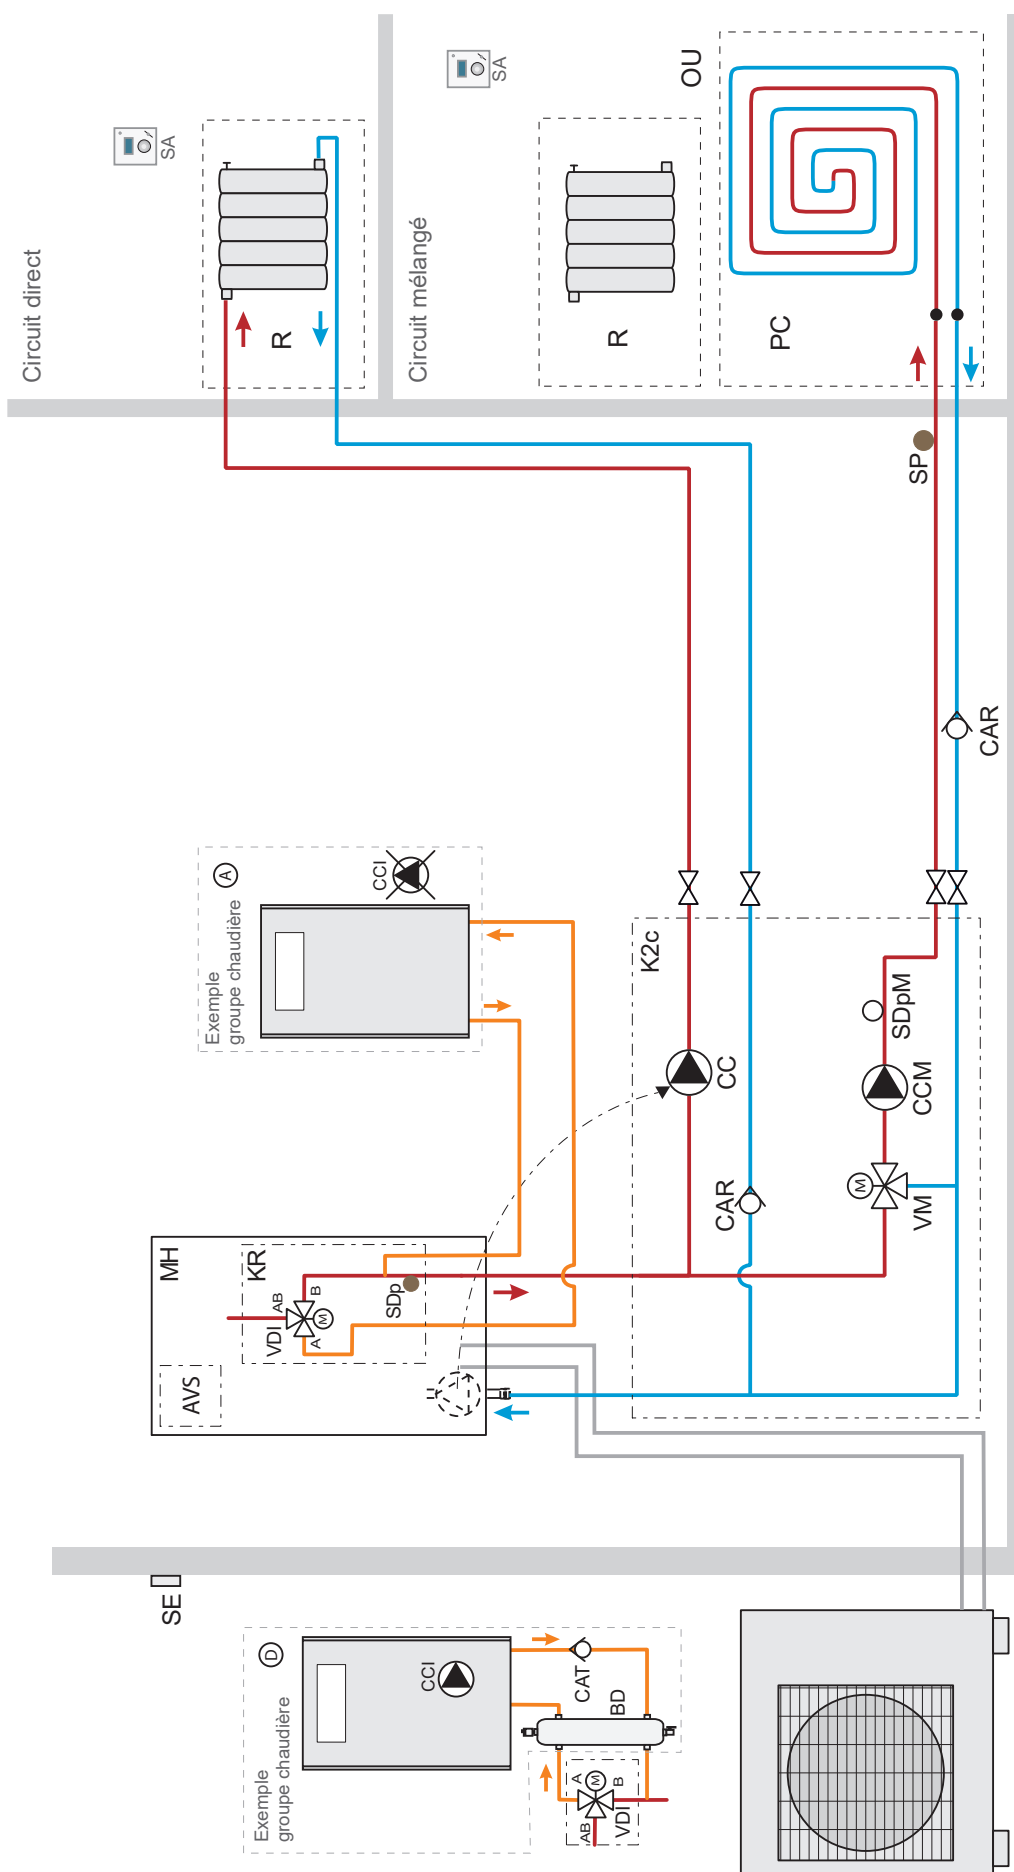 Circuit direct
SA
R
Circuit mélangé
SA
R
OU
PC
SP
CAR
Exemple
groupe chaudière
A
CCI
K2c
CC
CAR
SDpM
CCM
M
VM
MH
KR
AVS
VDI
AB
B
A
M
SDp
SE
Exemple
groupe chaudière
D
CCI
CAT
BD
A
M
B
AB
VDI